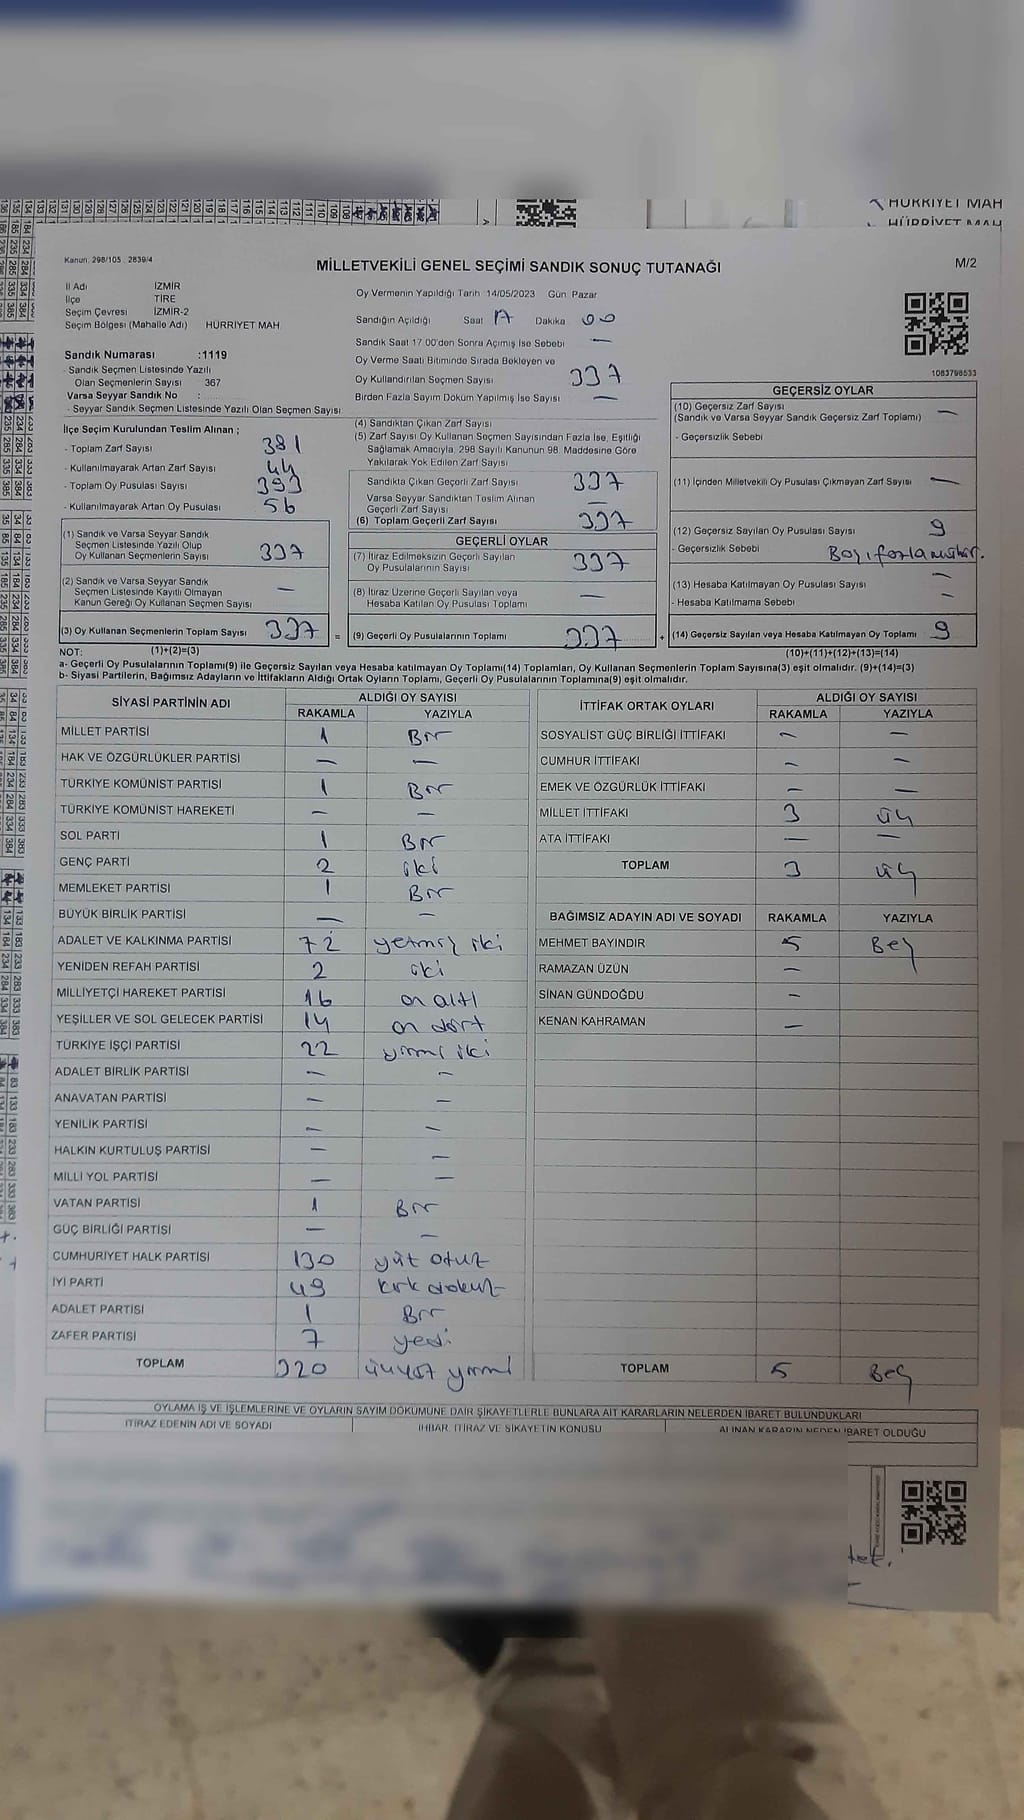 HÜRRİYET MAH
HÜRRİYET MAH
Kanun: 298/105 2839/4
MİLLETVEKİLİ GENEL SEÇİMİ SANDIK SONUÇ TUTANAĞI
M/2
İl Adı İZMİR
İlçe TİRE
Seçim Çevresi İZMİR-2
Seçim Bölgesi (Mahalle Adı) HÜRRİYET MAH.
Sandık Numarası :1119
- Sandık Seçmen Listesinde Yazılı
Olan Seçmenlerin Sayısı 367
Varsa Seyyar Sandık No :
- Seyyar Sandık Seçmen Listesinde Yazılı Olan Seçmen Sayısı
İlçe Seçim Kurulundan Teslim Alınan ;
- Toplam Zarf Sayısı 381
- Kullanılmayarak Artan Zarf Sayısı 44
- Toplam Oy Pusulası Sayısı 393
- Kullanılmayarak Artan Oy Pusulası 56
Oy Vermenin Yapıldığı Tarih 14/05/2023 Gün Pazar
Sandığın Açıldığı Saat 17 Dakika 00
Sandık Saat 17:00'den Sonra Açılmış İse Sebebi —
Oy Verme Saati Bitiminde Sırada Bekleyen ve
Oy Kullandırılan Seçmen Sayısı 337
Birden Fazla Sayım Döküm Yapılmış İse Sayısı —
(4) Sandıktan Çıkan Zarf Sayısı
(5) Zarf Sayısı Oy Kullanan Seçmen Sayısından Fazla İse, Eşitliği
Sağlamak Amacıyla, 298 Sayılı Kanunun 98. Maddesine Göre
Yakılarak Yok Edilen Zarf Sayısı
Sandıkta Çıkan Geçerli Zarf Sayısı 337
Varsa Seyyar Sandıktan Teslim Alınan
Geçerli Zarf Sayısı —
(6) Toplam Geçerli Zarf Sayısı 337
1083798533
GEÇERSİZ OYLAR
(10) Geçersiz Zarf Sayısı —
(Sandık ve Varsa Seyyar Sandık Geçersiz Zarf Toplamı)
- Geçersizlik Sebebi
(11) İçinden Milletvekili Oy Pusulası Çıkmayan Zarf Sayısı —
(12) Geçersiz Sayılan Oy Pusulası Sayısı 9
- Geçersizlik Sebebi
(13) Hesaba Katılmayan Oy Pusulası Sayısı —
- Hesaba Katılmama Sebebi —
(14) Geçersiz Sayılan veya Hesaba Katılmayan Oy Toplamı 9
(10)+(11)+(12)+(13)=(14)
(1) Sandık ve Varsa Seyyar Sandık
Seçmen Listesinde Yazılı Olup
Oy Kullanan Seçmenlerin Sayısı 337
(2) Sandık ve Varsa Seyyar Sandık
Seçmen Listesinde Kayıtlı Olmayan
Kanun Gereği Oy Kullanan Seçmen Sayısı —
(3) Oy Kullanan Seçmenlerin Toplam Sayısı 337 =
GEÇERLİ OYLAR
(7) İtiraz Edilmeksizin Geçerli Sayılan
Oy Pusulalarının Sayısı 337
(8) İtiraz Üzerine Geçerli Sayılan veya
Hesaba Katılan Oy Pusulası Toplamı —
(9) Geçerli Oy Pusulalarının Toplamı 337 +
NOT: (1)+(2)=(3)
a- Geçerli Oy Pusulalarının Toplamı(9) ile Geçersiz Sayılan veya Hesaba katılmayan Oy Toplamı(14) Toplamları, Oy Kullanan Seçmenlerin Toplam Sayısına(3) eşit olmalıdır. (9)+(14)=(3)
b- Siyasi Partilerin, Bağımsız Adayların ve İttifakların Aldığı Ortak Oyların Toplamı, Geçerli Oy Pusulalarının Toplamına(9) eşit olmalıdır.
SİYASİ PARTİNİN ADI ALDIĞI OY SAYISI
RAKAMLA YAZIYLA
MİLLET PARTİSİ 1 Bir
HAK VE ÖZGÜRLÜKLER PARTİSİ — —
TÜRKİYE KOMÜNİST PARTİSİ 1 Bir
TÜRKİYE KOMÜNİST HAREKETİ — —
SOL PARTİ 1 Bir
GENÇ PARTİ 2 iki
MEMLEKET PARTİSİ 1 Bir
BÜYÜK BİRLİK PARTİSİ — —
ADALET VE KALKINMA PARTİSİ 72 yetmiş iki
YENİDEN REFAH PARTİSİ 2 iki
MİLLİYETÇİ HAREKET PARTİSİ 16 on altı
YEŞİLLER VE SOL GELECEK PARTİSİ 14 on dört
TÜRKİYE İŞÇİ PARTİSİ 22 yirmi iki
ADALET BİRLİK PARTİSİ — —
ANAVATAN PARTİSİ — —
YENİLİK PARTİSİ — —
HALKIN KURTULUŞ PARTİSİ — —
MİLLİ YOL PARTİSİ — —
VATAN PARTİSİ 1 Bir
GÜÇ BİRLİĞİ PARTİSİ — —
CUMHURİYET HALK PARTİSİ 130 yüz otuz
İYİ PARTİ 49 kırk dokuz
ADALET PARTİSİ 1 Bir
ZAFER PARTİSİ 7 yedi
TOPLAM 320 üçyüz yirmi
İTTİFAK ORTAK OYLARI ALDIĞI OY SAYISI
RAKAMLA YAZIYLA
SOSYALİST GÜÇ BİRLİĞİ İTTİFAKI — —
CUMHUR İTTİFAKI — —
EMEK VE ÖZGÜRLÜK İTTİFAKI — —
MİLLET İTTİFAKI 3 üç
ATA İTTİFAKI — —
TOPLAM 3 üç
BAĞIMSIZ ADAYIN ADI VE SOYADI RAKAMLA YAZIYLA
MEHMET BAYINDIR 5 Beş
RAMAZAN ÜZÜN —
SİNAN GÜNDOĞDU —
KENAN KAHRAMAN —
TOPLAM 5 Beş
OYLAMA İŞ VE İŞLEMLERİNE VE OYLARIN SAYIM DÖKÜMÜNE DAİR ŞİKAYETLERLE BUNLARA AİT KARARLARIN NELERDEN İBARET BULUNDUKLARI
İTİRAZ EDENİN ADI VE SOYADI İHBAR, İTİRAZ VE ŞİKAYETİN KONUSU ALINAN KARARIN NEDEN İBARET OLDUĞU